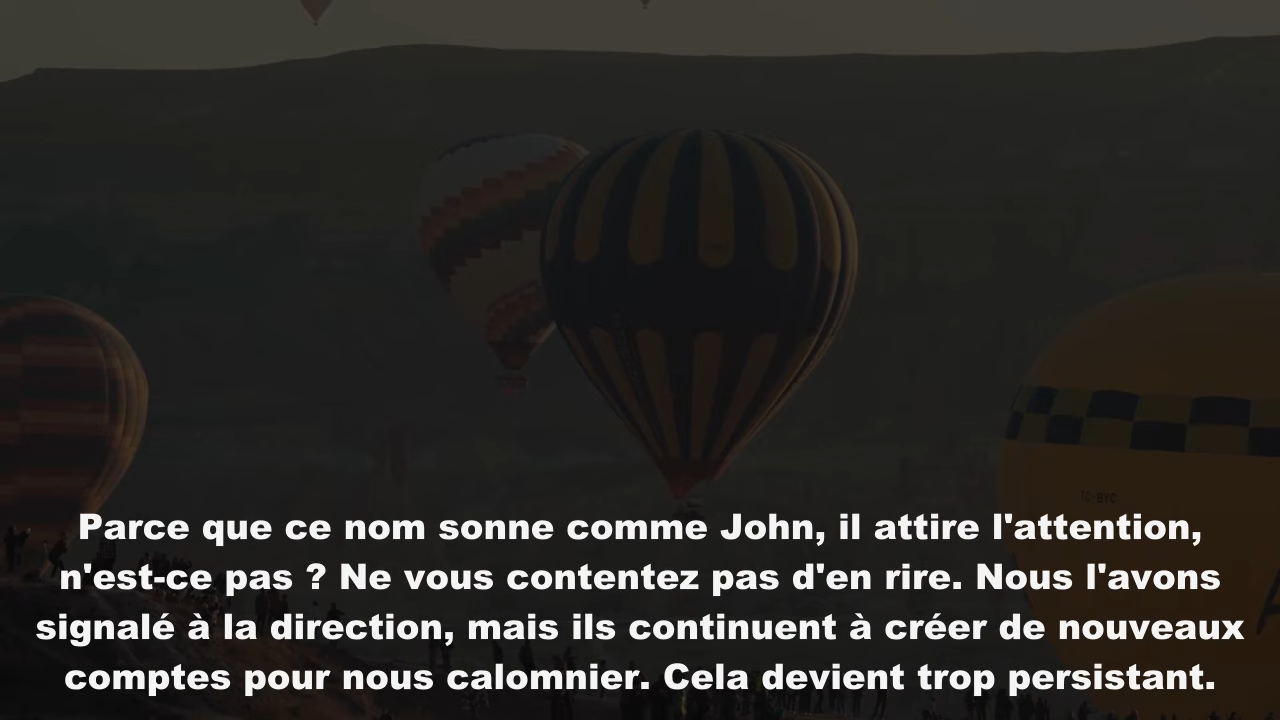 TC-BYC
Parce que ce nom sonne comme John, il attire l'attention,
n'est-ce pas ? Ne vous contentez pas d'en rire. Nous l'avons
signalé à la direction, mais ils continuent à créer de nouveaux
comptes pour nous calomnier. Cela devient trop persistant.